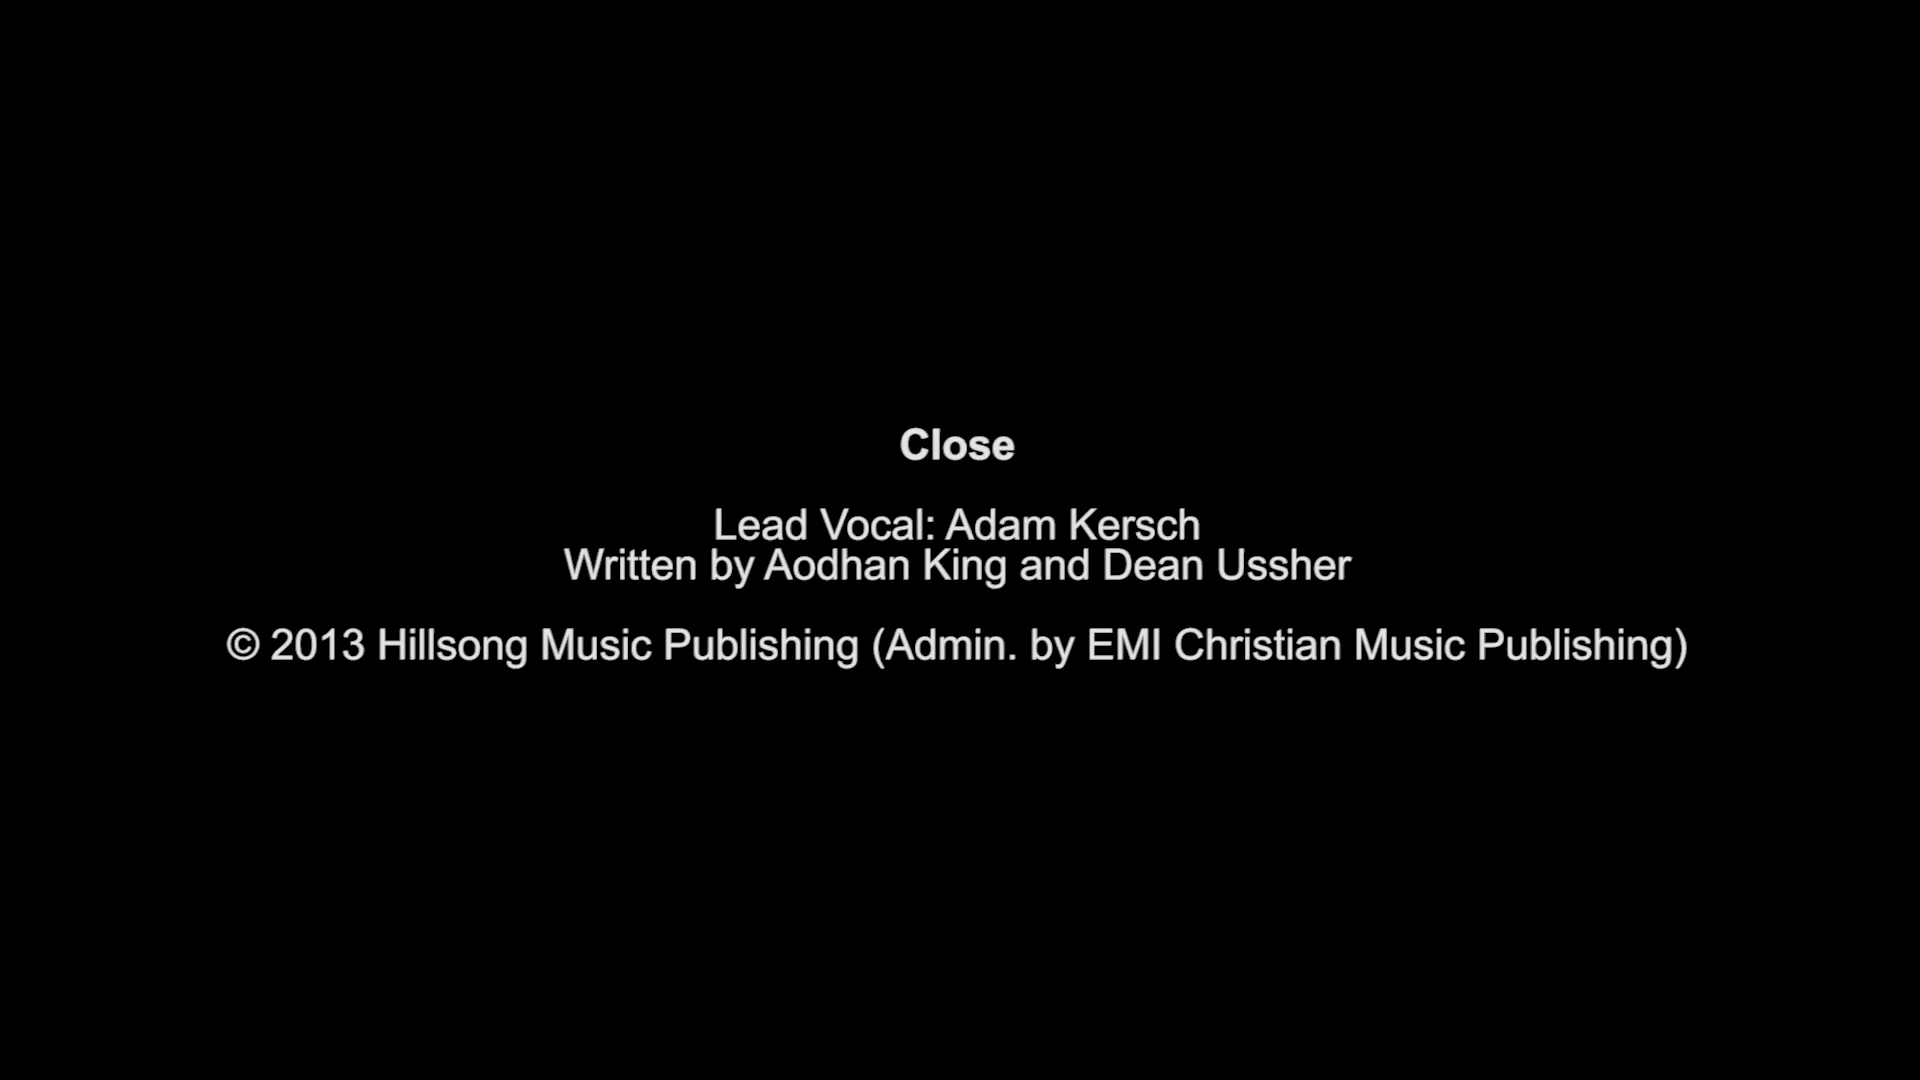 Close
Lead Vocal: Adam Kersch
Written by Aodhan King and Dean Ussher
© 2013 Hillsong Music Publishing (Admin. by EMI Christian Music Publishing)